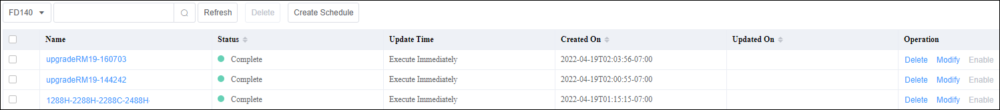 FD140 Refresh Delete Create Schedule
Name Status Update Time Created On Updated On Operation
upgradeRM19-160703 Complete Execute Immediately 2022-04-19T02:03:56-07:00 Delete Modify Enable
upgradeRM19-144242 Complete Execute Immediately 2022-04-19T02:00:55-07:00 Delete Modify Enable
1288H-2288H-2288C-2488H- Complete Execute Immediately 2022-04-19T01:15:15-07:00 Delete Modify Enable